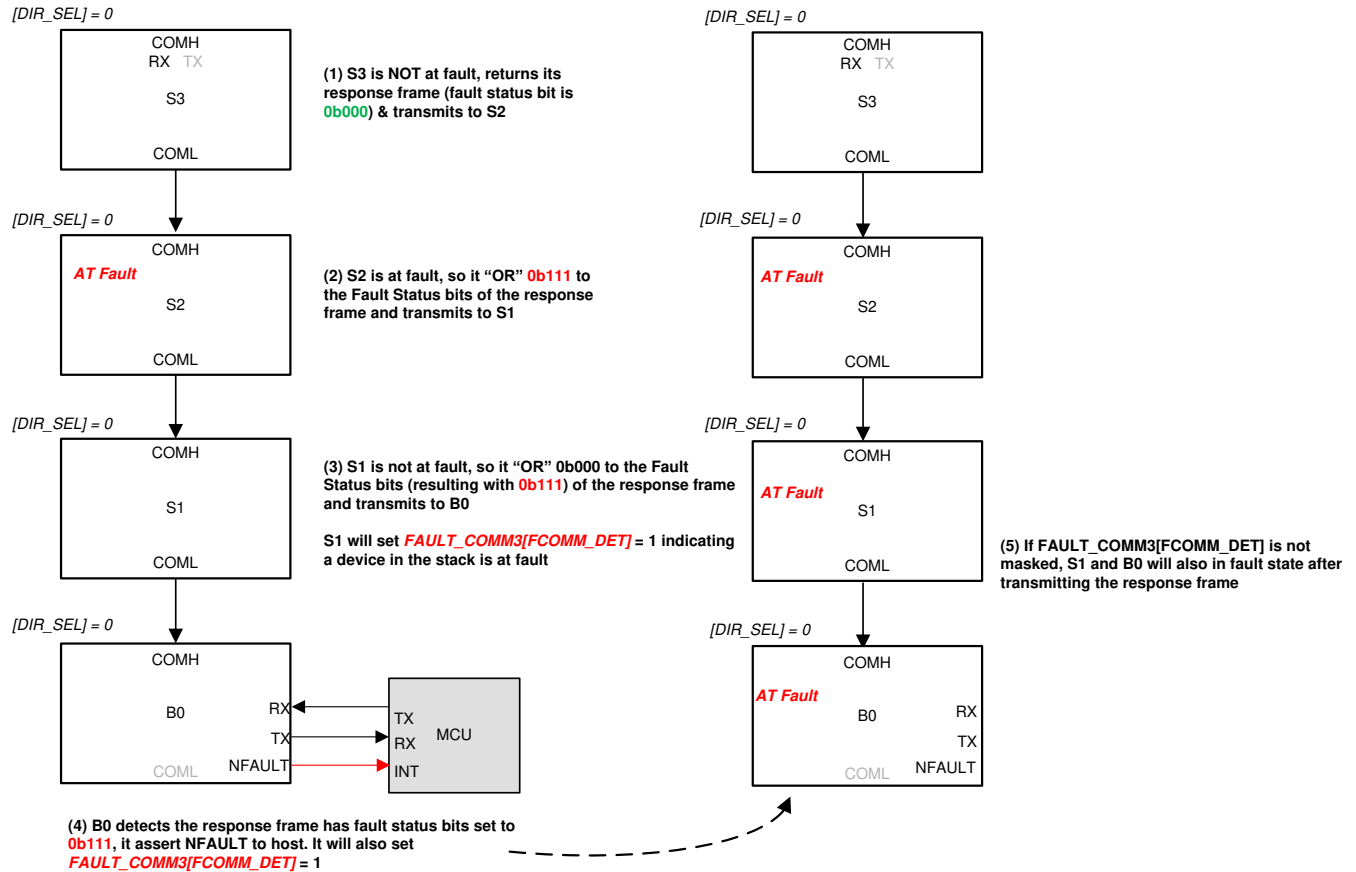 [DIR_SEL] = 0
COMH
RX TX
S3
COML
(1) S3 is NOT at fault, returns its
response frame (fault status bit is
0b000) & transmits to S2
[DIR_SEL] = 0
COMH
AT Fault
S2
COML
(2) S2 is at fault, so it “OR” 0b111 to
the Fault Status bits of the response
frame and transmits to S1
[DIR_SEL] = 0
COMH
S1
COML
(3) S1 is not at fault, so it “OR” 0b000 to the Fault
Status bits (resulting with 0b111) of the response frame
and transmits to B0
S1 will set FAULT_COMM3[FCOMM_DET] = 1 indicating
a device in the stack is at fault
[DIR_SEL] = 0
COMH
B0
RX
TX
NFAULT
COML
TX
RX
INT
MCU
(4) B0 detects the response frame has fault status bits set to
0b111, it assert NFAULT to host. It will also set
FAULT_COMM3[FCOMM_DET] = 1
[DIR_SEL] = 0
COMH
RX TX
S3
COML
[DIR_SEL] = 0
COMH
AT Fault
S2
COML
[DIR_SEL] = 0
COMH
AT Fault
S1
COML
(5) If FAULT_COMM3[FCOMM_DET] is not
masked, S1 and B0 will also in fault state after
transmitting the response frame
[DIR_SEL] = 0
COMH
AT Fault
B0
RX
TX
NFAULT
COML